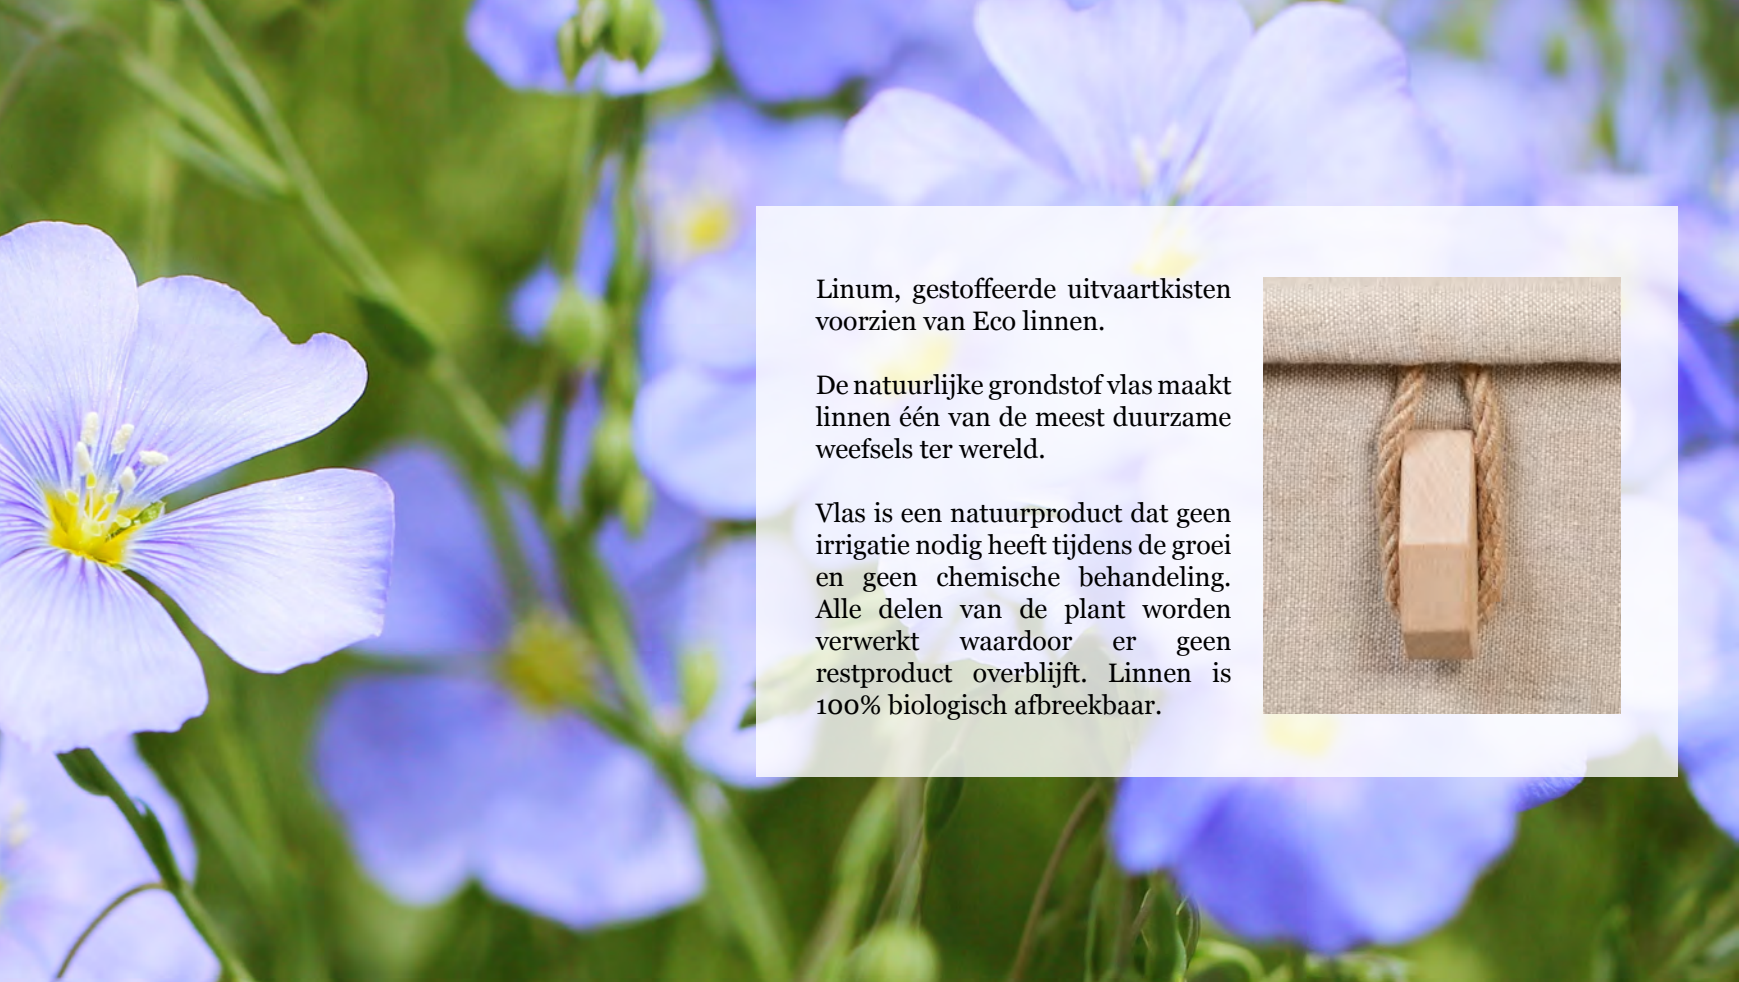 Linum, gestoffeerde uitvaartkisten
voorzien van Eco linnen.
De natuurlijke grondstof vlas maakt
linnen één van de meest duurzame
weefsels ter wereld.
Vlas is een natuurproduct dat geen
irrigatie nodig heeft tijdens de groei
en geen chemische behandeling.
Alle delen van de plant worden
verwerkt waardoor er geen
restproduct overblijft. Linnen is
100% biologisch afbreekbaar.